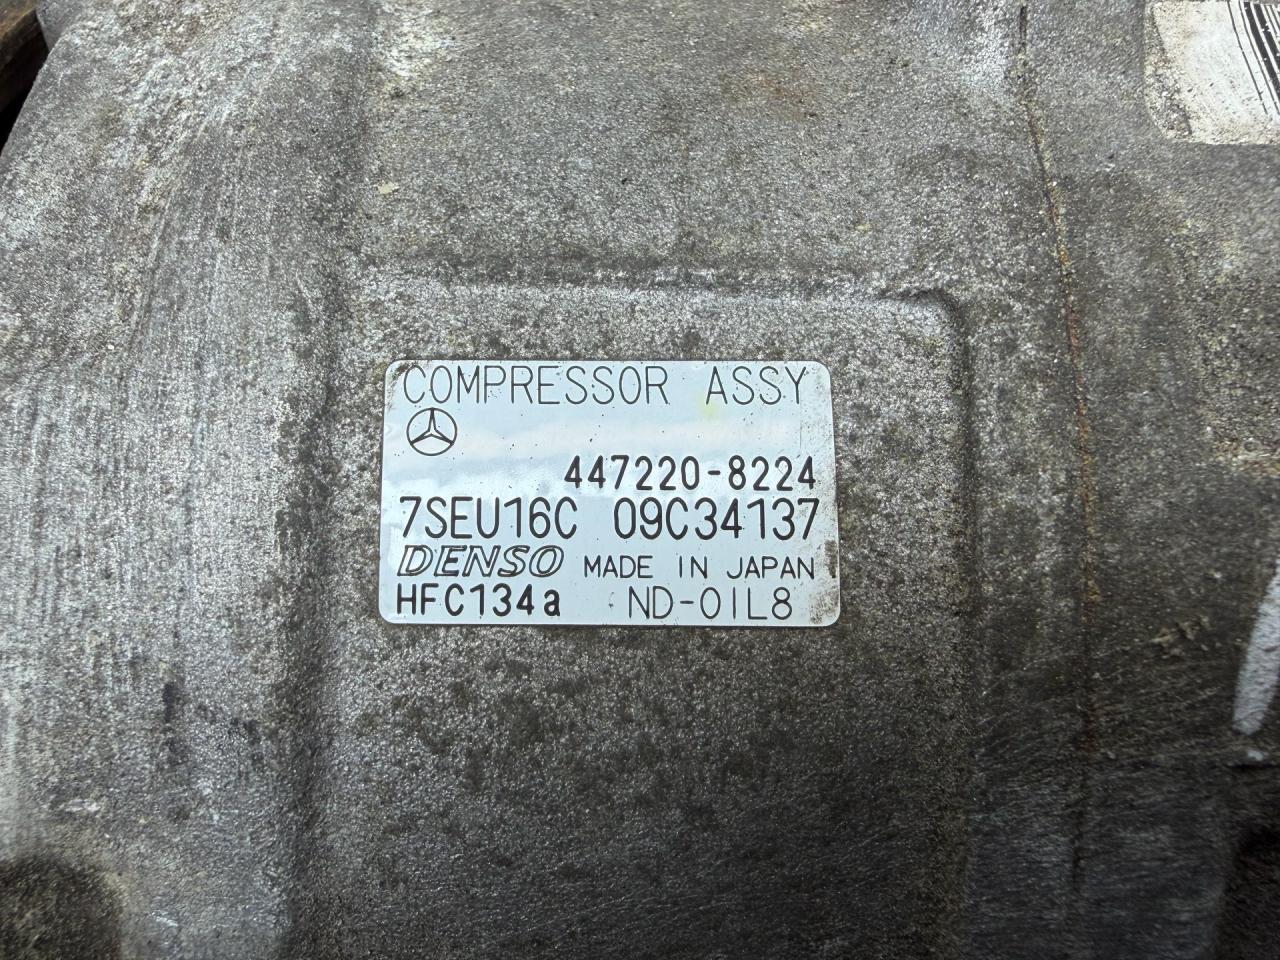 COMPRESSOR ASSY
447220-8224
7SEU16C 09C34137
DENSO MADE IN JAPAN
HFC134a ND-OIL8